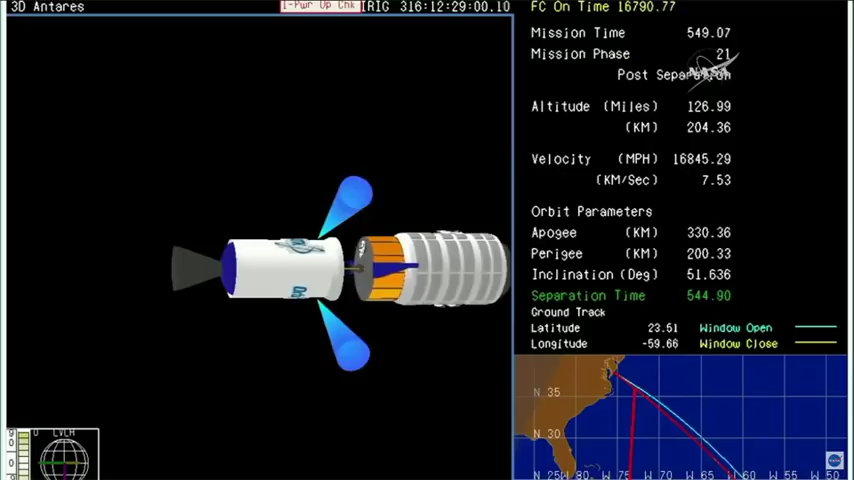 3D Antares
I-Pwr Up Chk
IRIG 316:12:29:00.10
FC On Time 16790.77
Mission Time 549.07
Mission Phase 21
Post Separation
NASA
Altitude (Miles) 126.99
(KM) 204.36
Velocity (MPH) 16845.29
(KM/Sec) 7.53
Orbit Parameters
Apogee (KM) 330.36
Perigee (KM) 200.33
Inclination (Deg) 51.636
Separation Time 544.90
Ground Track
Latitude 23.51 Window Open
Longitude -59.66 Window Close
N 35
N 30
N 25 W 80 W 75 W 70 W 65 W 60 W 55 W 50
LVLH